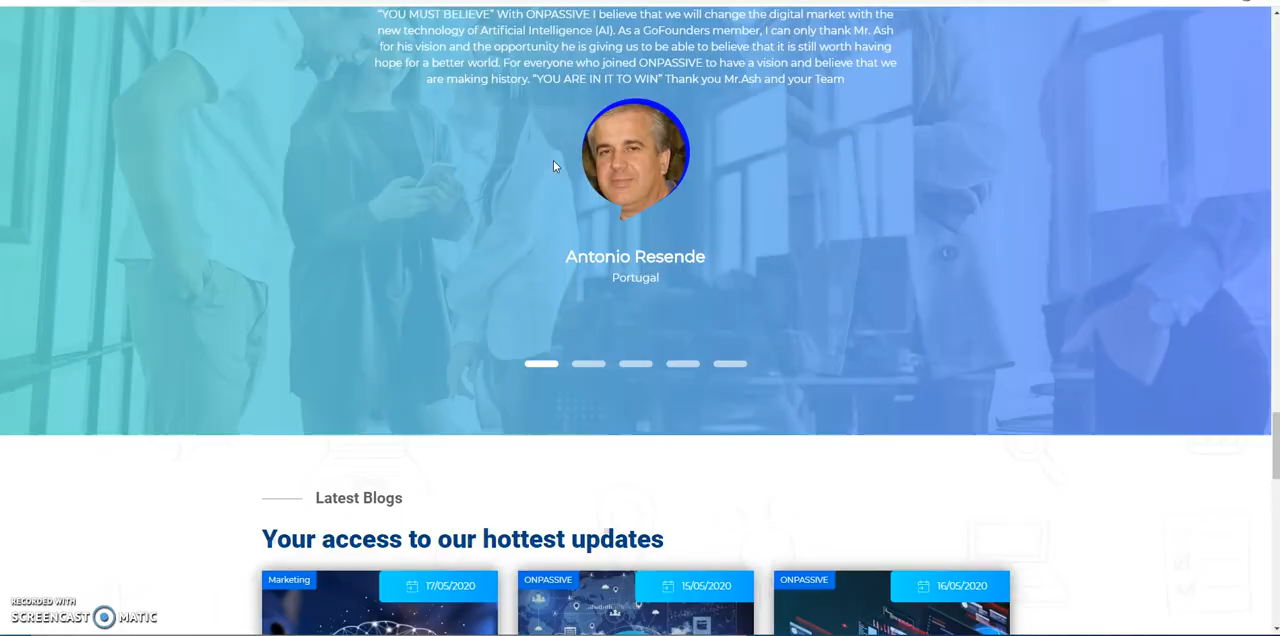 "YOU MUST BELIEVE" With ONPASSIVE I believe that we will change the digital market with the
new technology of Artificial Intelligence (AI). As a GoFounders member, I can only thank Mr. Ash
for his vision and the opportunity he is giving us to be able to believe that it is still worth having
hope for a better world. For everyone who joined ONPASSIVE to have a vision and believe that we
are making history. "YOU ARE IN IT TO WIN" Thank you Mr.Ash and your Team
Antonio Resende
Portugal
Latest Blogs
Your access to our hottest updates
Marketing
17/05/2020
ONPASSIVE
15/05/2020
ONPASSIVE
16/05/2020
RECORDED WITH
SCREENCAST MATIC